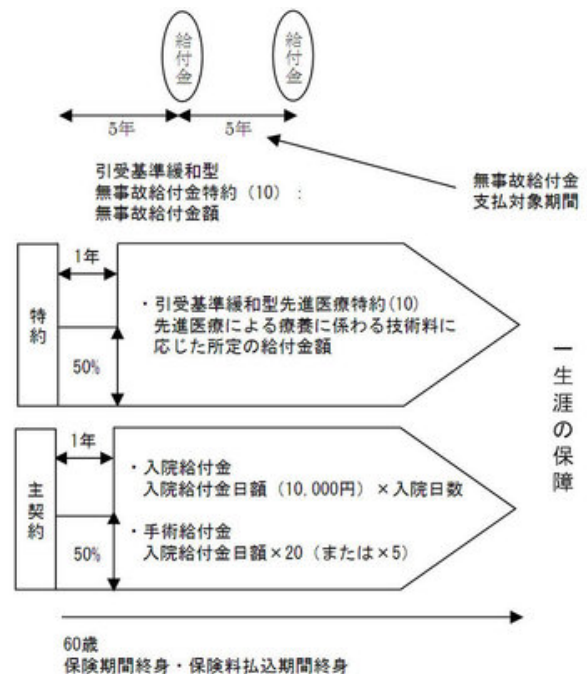 給付金
給付金
5年
5年
引受基準緩和型
無事故給付金特約（10）：
無事故給付金額
無事故給付金
支払対象期間
特約
1年
50%
・引受基準緩和型先進医療特約(10)
先進医療による療養に係わる技術料に
応じた所定の給付金額
主契約
1年
50%
・入院給付金
入院給付金日額（10,000円）×入院日数
・手術給付金
入院給付金日額×20（または×5）
一生涯の保障
60歳
保険期間終身・保険料払込期間終身